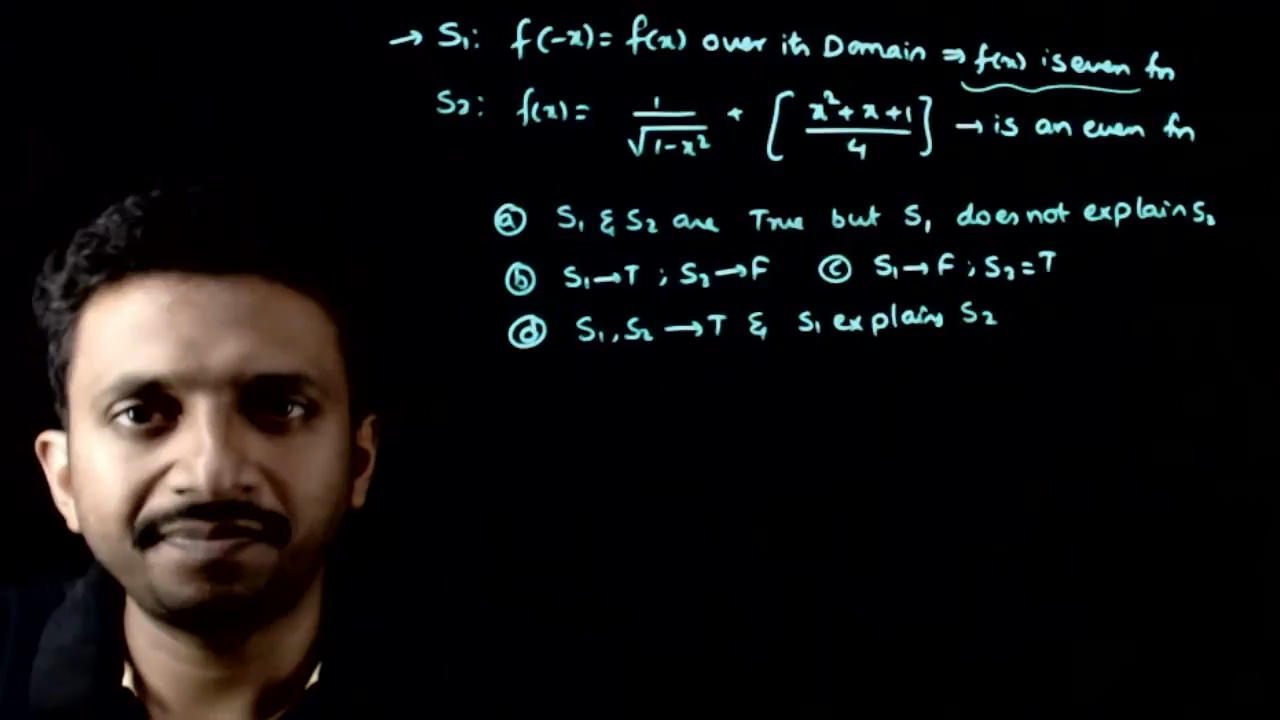 → S₁: f(-x) = f(x) over its Domain ⇒ f(x) is even fn
S₂: f(x) = 1/√(1-x²) + [(x²+x+1)/4] → is an even fn
ⓐ S₁ & S₂ are True but S₁ does not explain S₂
ⓑ S₁→T ; S₂→F ⓒ S₁→F ; S₂=T
ⓓ S₁, S₂ →T & S₁ explains S₂